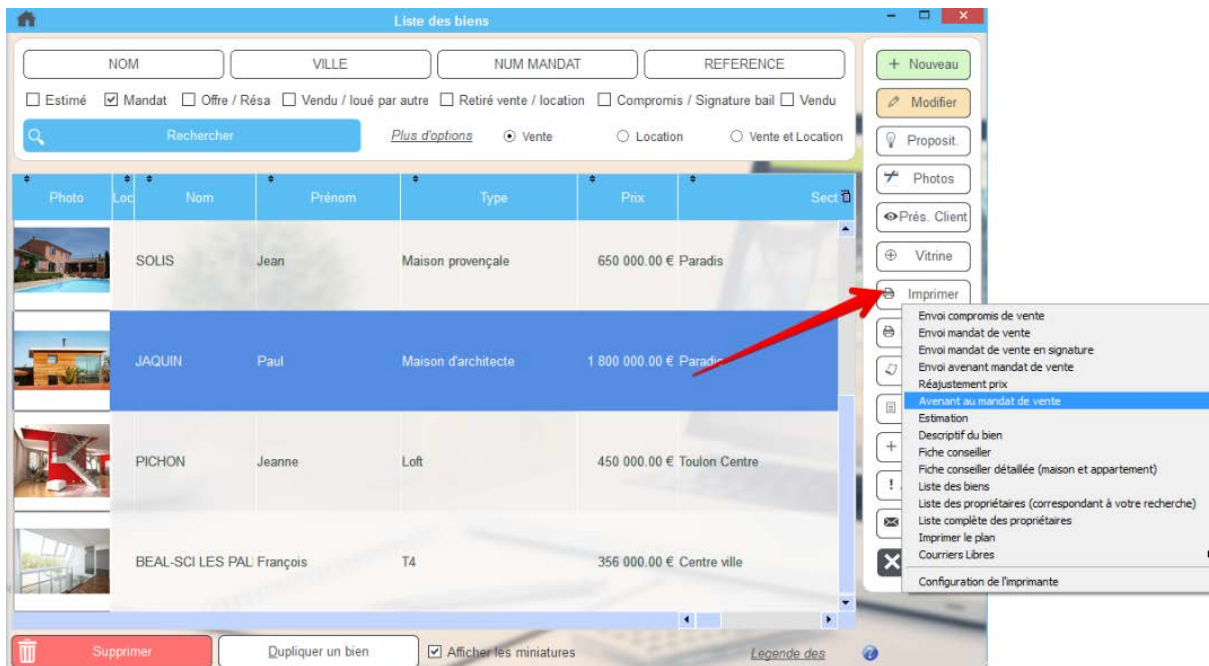 Liste des biens
NOM VILLE NUM MANDAT REFERENCE
Estimé Mandat Offre / Résa Vendu / loué par autre Retiré vente / location Compromis / Signature bail Vendu
Rechercher Plus d'options Vente Location Vente et Location
Photo Loc Nom Prénom Type Prix Sect
SOLIS Jean Maison provençale 650 000.00 € Paradis
JAQUIN Paul Maison d'architecte 1 800 000.00 € Paradis
PICHON Jeanne Loft 450 000.00 € Toulon Centre
BEAL-SCI LES PAL François T4 356 000.00 € Centre ville
Supprimer Dupliquer un bien Afficher les miniatures Legende des
+ Nouveau
Modifier
Proposit.
Photos
Prés. Client
Vitrine
Imprimer
Envoi compromis de vente
Envoi mandat de vente
Envoi mandat de vente en signature
Envoi avenant mandat de vente
Réajustement prix
Avenant au mandat de vente
Estimation
Descriptif du bien
Fiche conseiller
Fiche conseiller détaillée (maison et appartement)
Liste des biens
Liste des propriétaires (correspondant à votre recherche)
Liste complète des propriétaires
Imprimer le plan
Courriers Libres
Configuration de l'imprimante